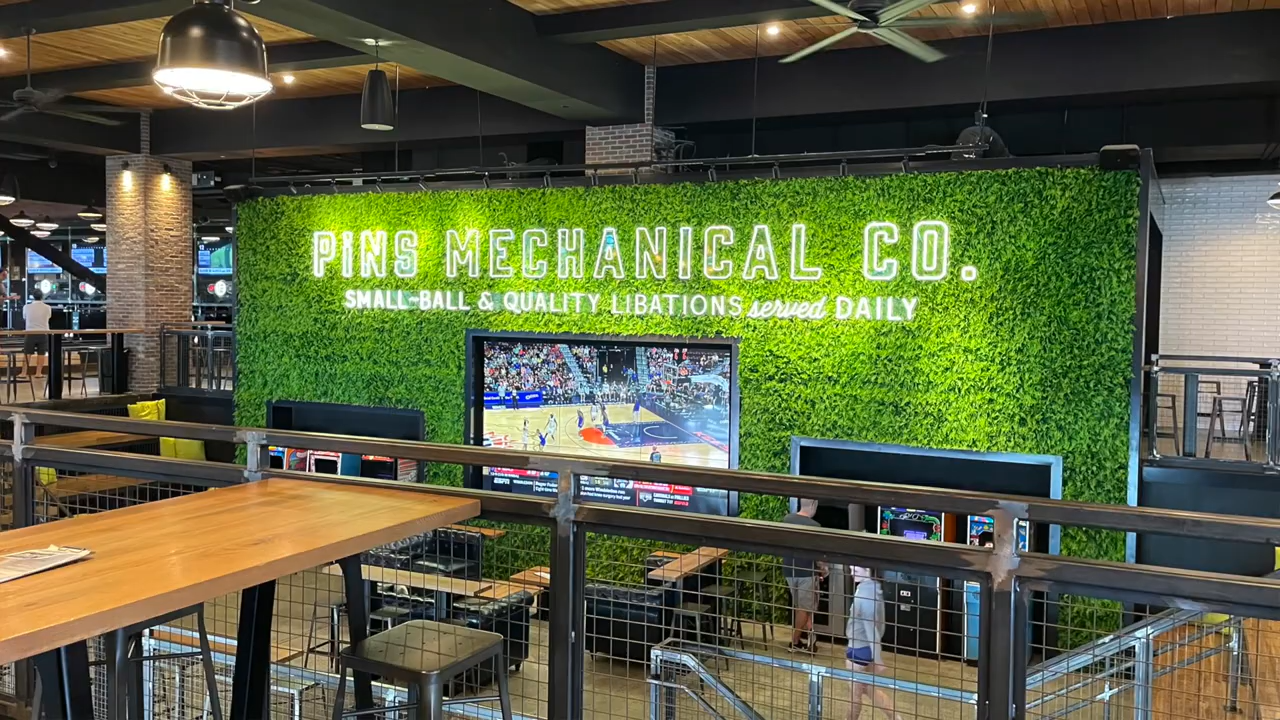 PiNS MECHANICAL CO.
SMALL-BALL & QUALITY LIBATIONS served DAILY